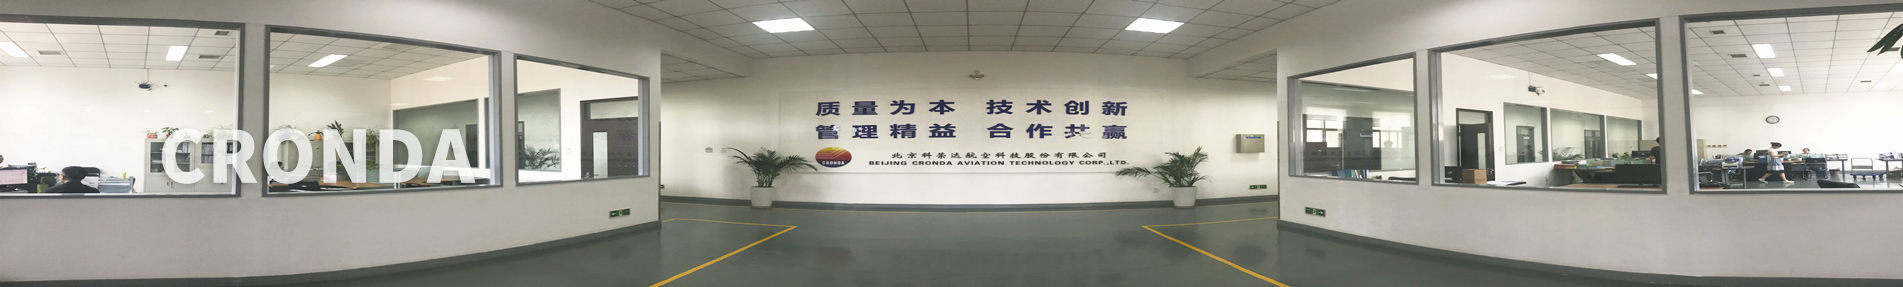 CRONDA
质量为本 技术创新
管理精益 合作共赢
CRONDA
北京科荣达航空科技股份有限公司
BEIJING CRONDA AVIATION TECHNOLOGY CORP.,LTD.